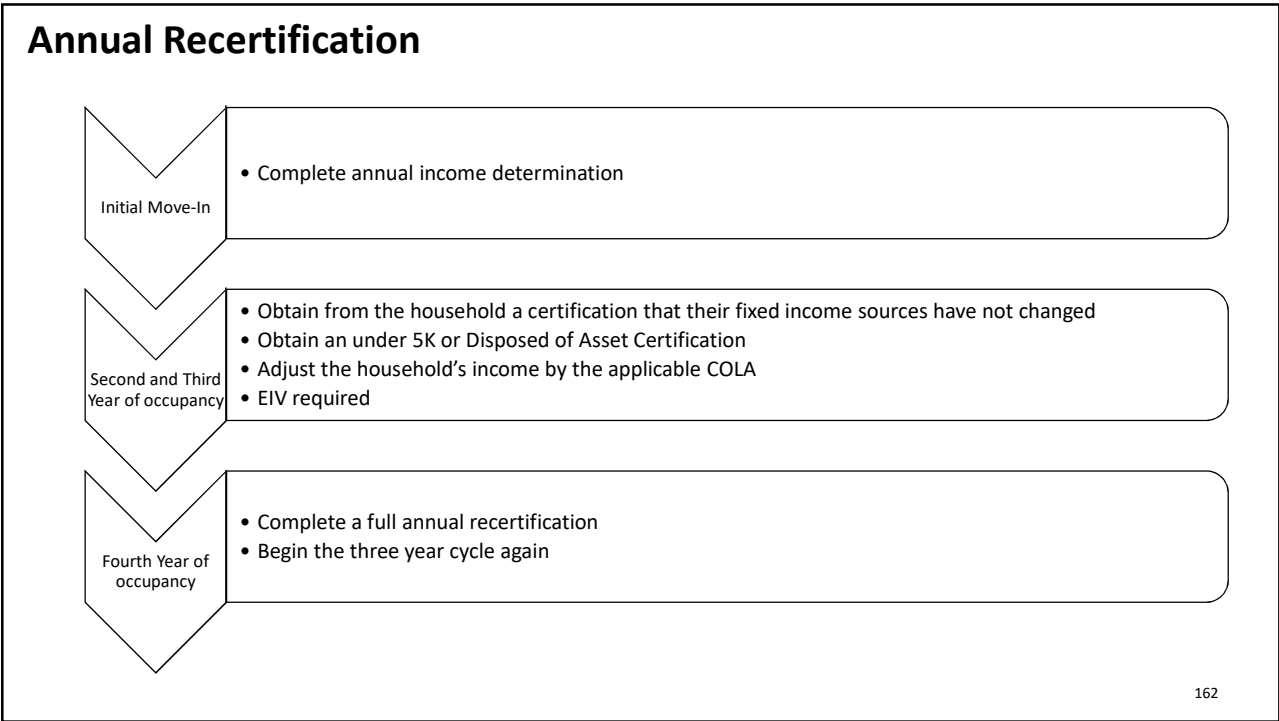 Annual Recertification
Initial Move-In
• Complete annual income determination
Second and Third
Year of occupancy
• Obtain from the household a certification that their fixed income sources have not changed
• Obtain an under 5K or Disposed of Asset Certification
• Adjust the household’s income by the applicable COLA
• EIV required
Fourth Year of
occupancy
• Complete a full annual recertification
• Begin the three year cycle again
162